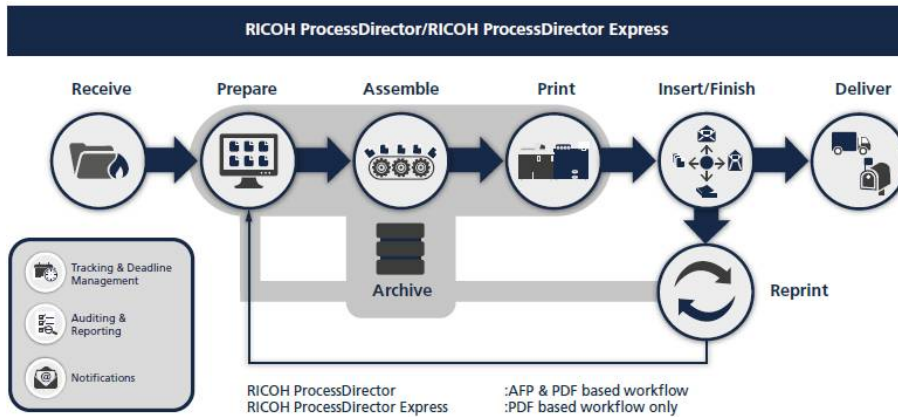 RICOH ProcessDirector/RICOH ProcessDirector Express
Receive
Prepare
Assemble
Print
Insert/Finish
Deliver
Tracking & Deadline
Management
Auditing &
Reporting
Notifications
Archive
Reprint
RICOH ProcessDirector :AFP & PDF based workflow
RICOH ProcessDirector Express :PDF based workflow only